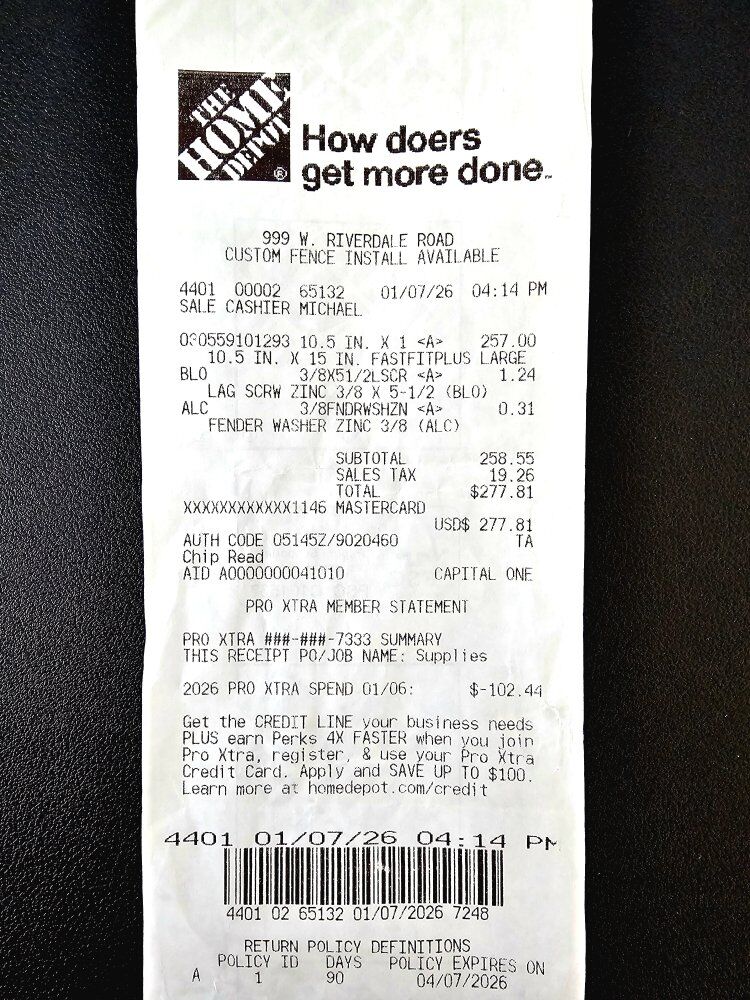 THE
HOME
DEPOT
®
How doers
get more done.™
999 W. RIVERDALE ROAD
CUSTOM FENCE INSTALL AVAILABLE
4401 00002 65132 01/07/26 04:14 PM
SALE CASHIER MICHAEL
030559101293 10.5 IN. X 1 <A> 257.00
10.5 IN. X 15 IN. FASTFITPLUS LARGE
BLO 3/8X51/2LSCR <A> 1.24
LAG SCRW ZINC 3/8 X 5-1/2 (BLO)
ALC 3/8FNDRWSHZN <A> 0.31
FENDER WASHER ZINC 3/8 (ALC)
SUBTOTAL 258.55
SALES TAX 19.26
TOTAL $277.81
XXXXXXXXXXXX1146 MASTERCARD
USD$ 277.81
AUTH CODE 05145Z/9020460 TA
Chip Read
AID A0000000041010 CAPITAL ONE
PRO XTRA MEMBER STATEMENT
PRO XTRA ###-###-7333 SUMMARY
THIS RECEIPT PO/JOB NAME: Supplies
2026 PRO XTRA SPEND 01/06: $-102.44
Get the CREDIT LINE your business needs
PLUS earn Perks 4X FASTER when you join
Pro Xtra, register, & use your Pro Xtra
Credit Card. Apply and SAVE UP TO $100.
Learn more at homedepot.com/credit
4401 01/07/26 04:14 PM
4401 02 65132 01/07/2026 7248
RETURN POLICY DEFINITIONS
POLICY ID DAYS POLICY EXPIRES ON
A 1 90 04/07/2026